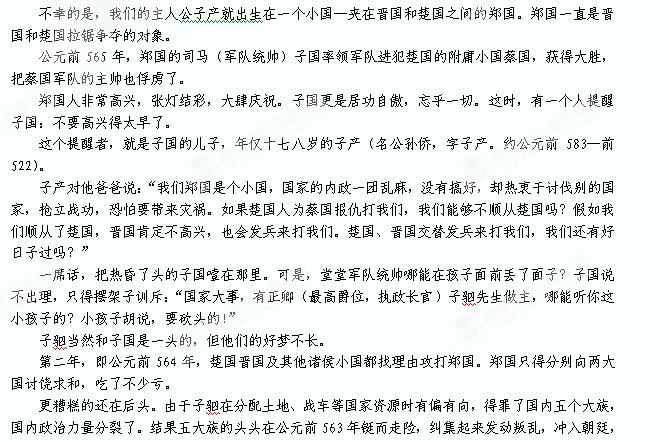 不幸的是，我们的主人公子产就出生在一个小国—夹在晋国和楚国之间的郑国。郑国一直是晋
国和楚国拉锯争夺的对象。
公元前 565 年，郑国的司马（军队统帅）子国率领军队进犯楚国的附庸小国蔡国，获得大胜，
把蔡国军队的主帅也俘虏了。
郑国人非常高兴，张灯结彩，大肆庆祝。子国更是居功自傲，忘乎一切。这时，有一个人提醒
子国：不要高兴得太早了。
这个提醒者，就是子国的儿子，年仅十七八岁的子产（名公孙侨，字子产。约公元前 583—前
522）。
子产对他爸爸说：“我们郑国是个小国，国家的内政一团乱麻，没有搞好，却热衷于讨伐别的国
家，抢立战功，恐怕要带来灾祸。如果楚国人为蔡国报仇打我们，我们能够不顺从楚国吗？假如我
们顺从了楚国，晋国肯定不高兴，也会发兵来打我们。楚国、晋国交替发兵来打我们，我们还有好
日子过吗？”
一席话，把热昏了头的子国噎在那里。可是，堂堂军队统帅哪能在孩子面前丢了面子？子国说
不出理，只得摆架子训斥：“国家大事，有正卿（最高爵位，执政长官）子驷先生做主，哪能听你这
小孩子的？小孩子胡说，要砍头的！”
子驷当然和子国是一头的，但他们的好梦不长。
第二年，即公元前 564 年，楚国晋国及其他诸侯小国都找理由攻打郑国。郑国只得分别向两大
国讨饶求和，吃了不少亏。
更糟糕的还在后头。由于子驷在分配土地、战车等国家资源时有偏有向，得罪了国内五个大族，
国内政治力量分裂了。结果五大族的头头在公元前 563 年铤而走险，纠集起来发动叛乱，冲入朝廷，